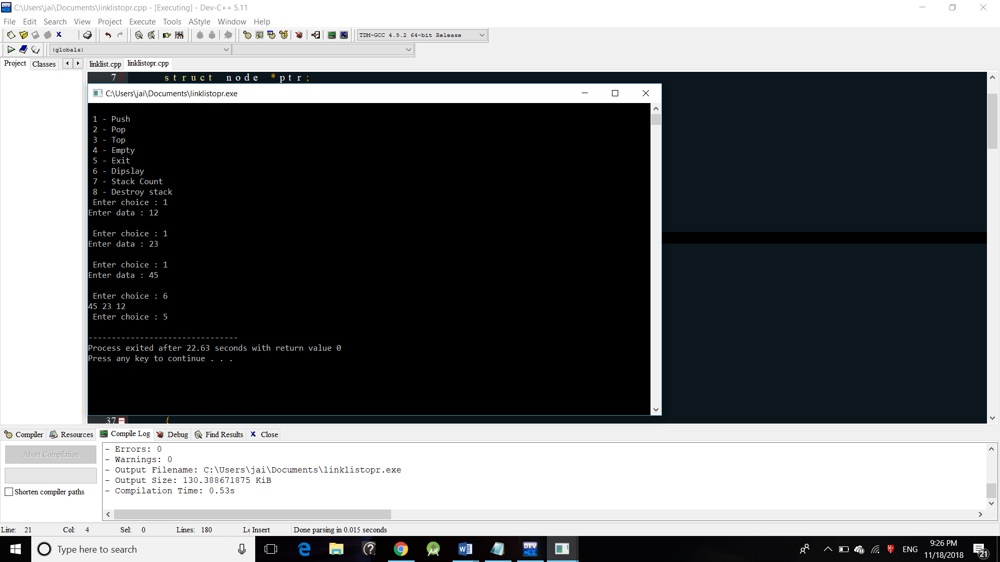 C:\Users\jai\Documents\linklistopr.cpp - [Executing] - Dev-C++ 5.11
File Edit Search View Project Execute Tools AStyle Window Help
TDM-GCC 4.9.2 64-bit Release
(globals)
Project Classes linklist.cpp linklistopr.cpp
7 struct node *ptr;
C:\Users\jai\Documents\linklistopr.exe
1 - Push
2 - Pop
3 - Top
4 - Empty
5 - Exit
6 - Dipslay
7 - Stack Count
8 - Destroy stack
Enter choice : 1
Enter data : 12
Enter choice : 1
Enter data : 23
Enter choice : 1
Enter data : 45
Enter choice : 6
45 23 12
Enter choice : 5
--------------------------------
Process exited after 22.63 seconds with return value 0
Press any key to continue . . .
37 {
Compiler Resources Compile Log Debug Find Results Close
Abort Compilation
Shorten compiler paths
- Errors: 0
- Warnings: 0
- Output Filename: C:\Users\jai\Documents\linklistopr.exe
- Output Size: 130.388671875 KiB
- Compilation Time: 0.53s
Line: 21 Col: 4 Sel: 0 Lines: 180 Insert Done parsing in 0.015 seconds
Type here to search
DEV
ENG
9:26 PM
11/18/2018
21